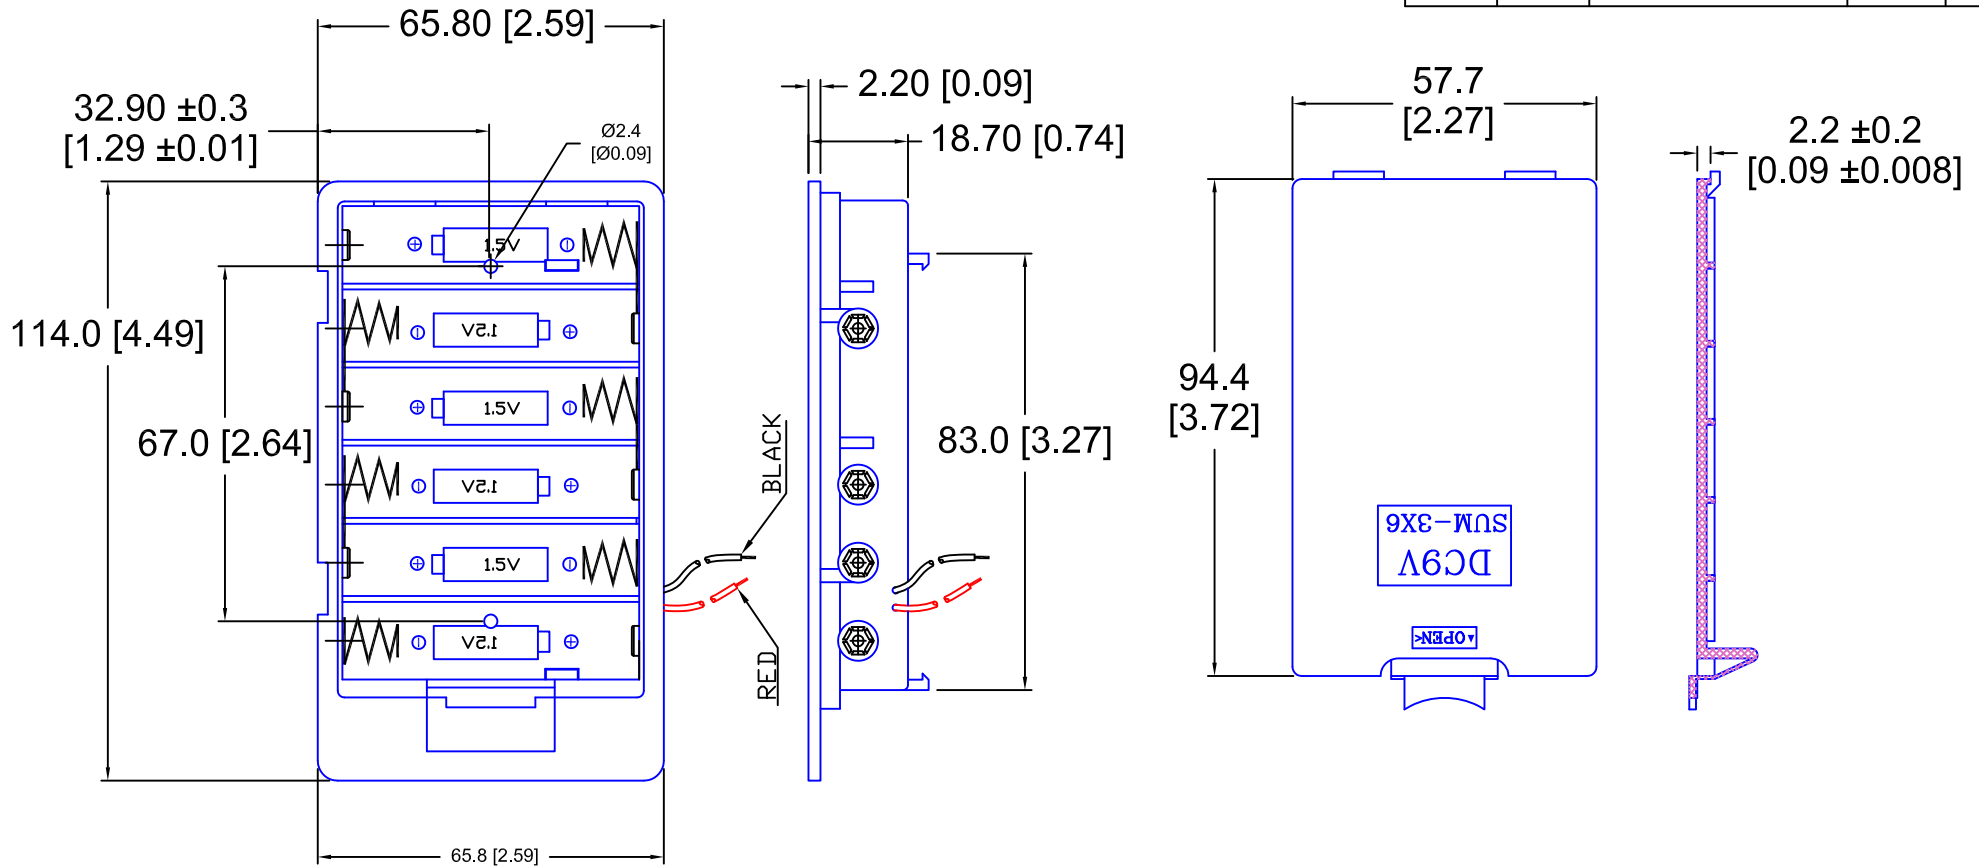 65.80 [2.59]
32.90 ±0.3
[1.29 ±0.01]
Ø2.4
[Ø0.09]
114.0 [4.49]
67.0 [2.64]
1.5V
1.5V
1.5V
1.5V
1.5V
1.5V
BLACK
RED
65.8 [2.59]
2.20 [0.09]
18.70 [0.74]
83.0 [3.27]
57.7
[2.27]
94.4
[3.72]
SUM-3X6
DC9V
OPEN<
2.2 ±0.2
[0.09 ±0.008]